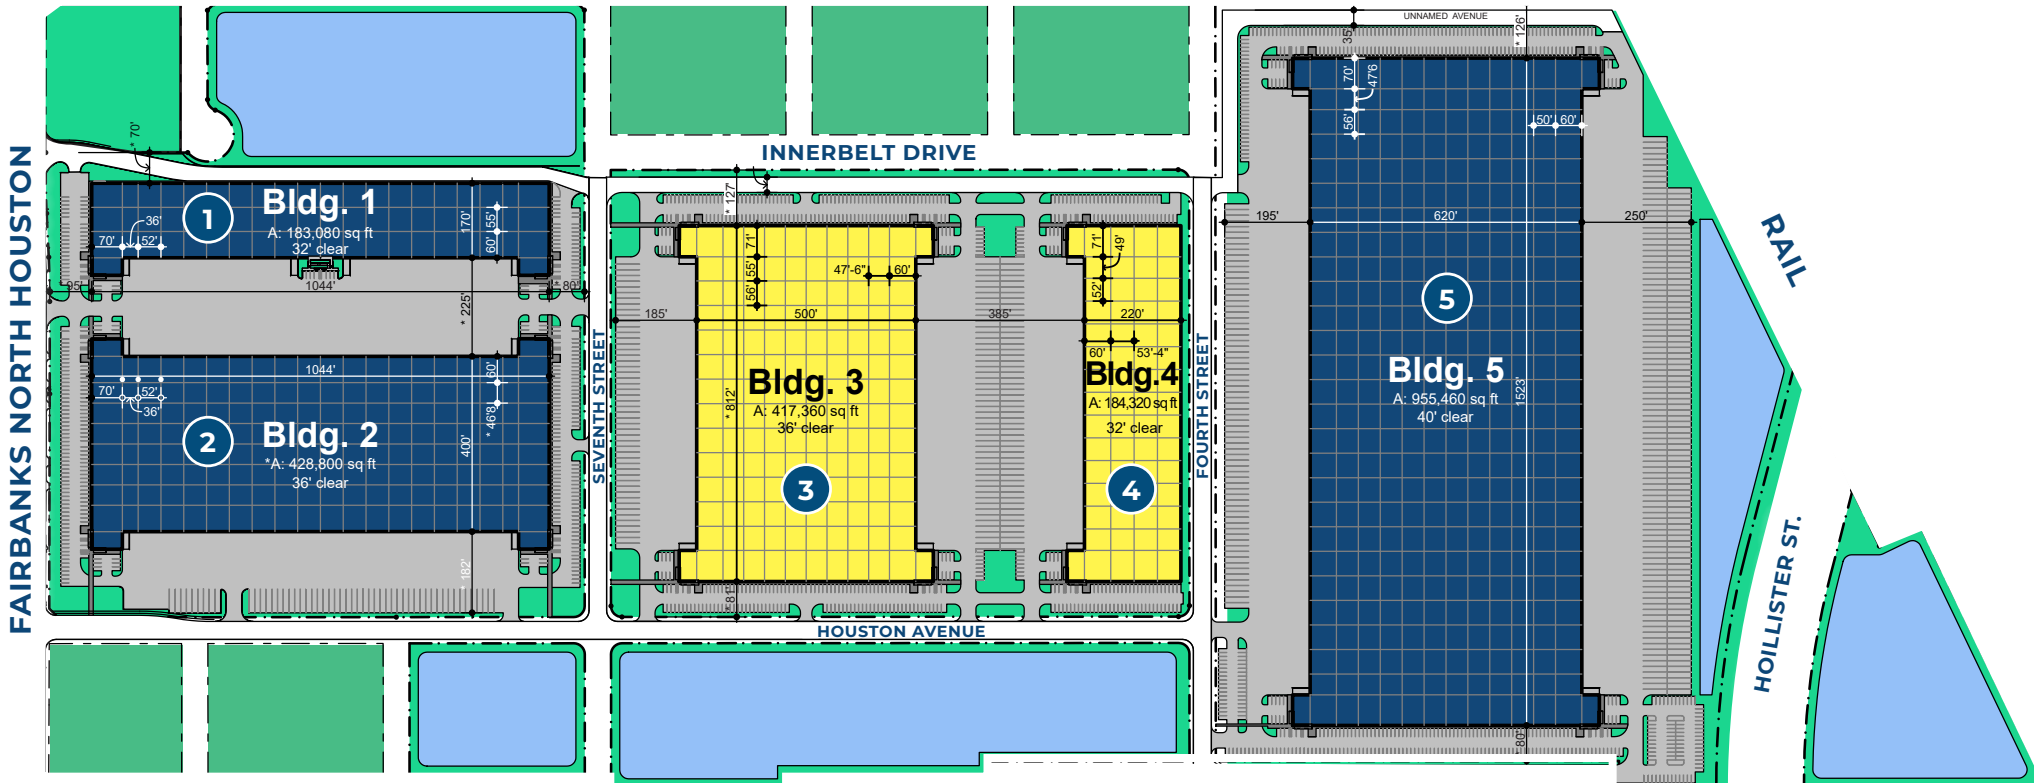 UNNAMED AVENUE
* 126'
35'
70'
47'6
56'
50'
60'
INNERBELT DRIVE
* 70'
* 127'
FAIRBANKS NORTH HOUSTON
1
Bldg. 1
A: 183,080 sq ft
32' clear
36'
70'
52'
170'
55'
60'
* 95'
1044'
* 80'
* 225'
1044'
70'
52'
36'
60'
* 46'8
400'
2
Bldg. 2
*A: 428,800 sq ft
36' clear
* 182'
SEVENTH STREET
71'
55'
56'
47'-6"
60'
185'
500'
385'
220'
Bldg. 3
A: 417,360 sq ft
36' clear
* 812'
3
* 81'
71'
49'
52'
60'
53'-4"
Bldg.4
A: 184,320 sq ft
32' clear
4
FOURTH STREET
HOUSTON AVENUE
195'
620'
250'
5
Bldg. 5
A: 955,460 sq ft
40' clear
1523'
* 80'
RAIL
HOILLISTER ST.